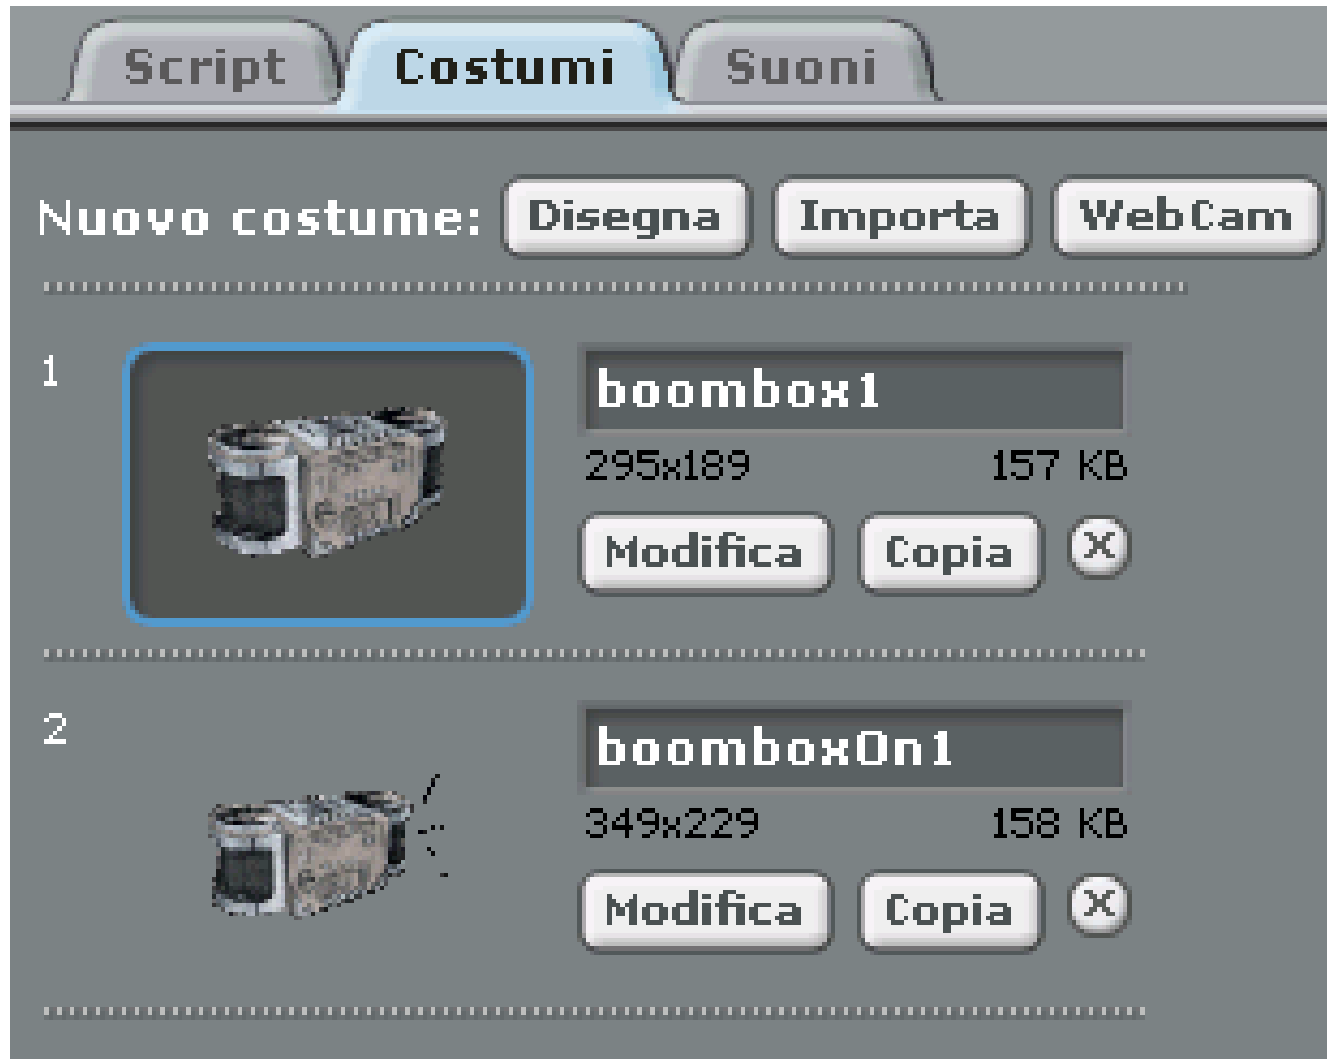 Script Costumi Suoni
Nuovo costume: Disegna Importa WebCam
1
boombox1
295x189 157 KB
Modifica Copia X
2
boomboxOn1
349x229 158 KB
Modifica Copia X